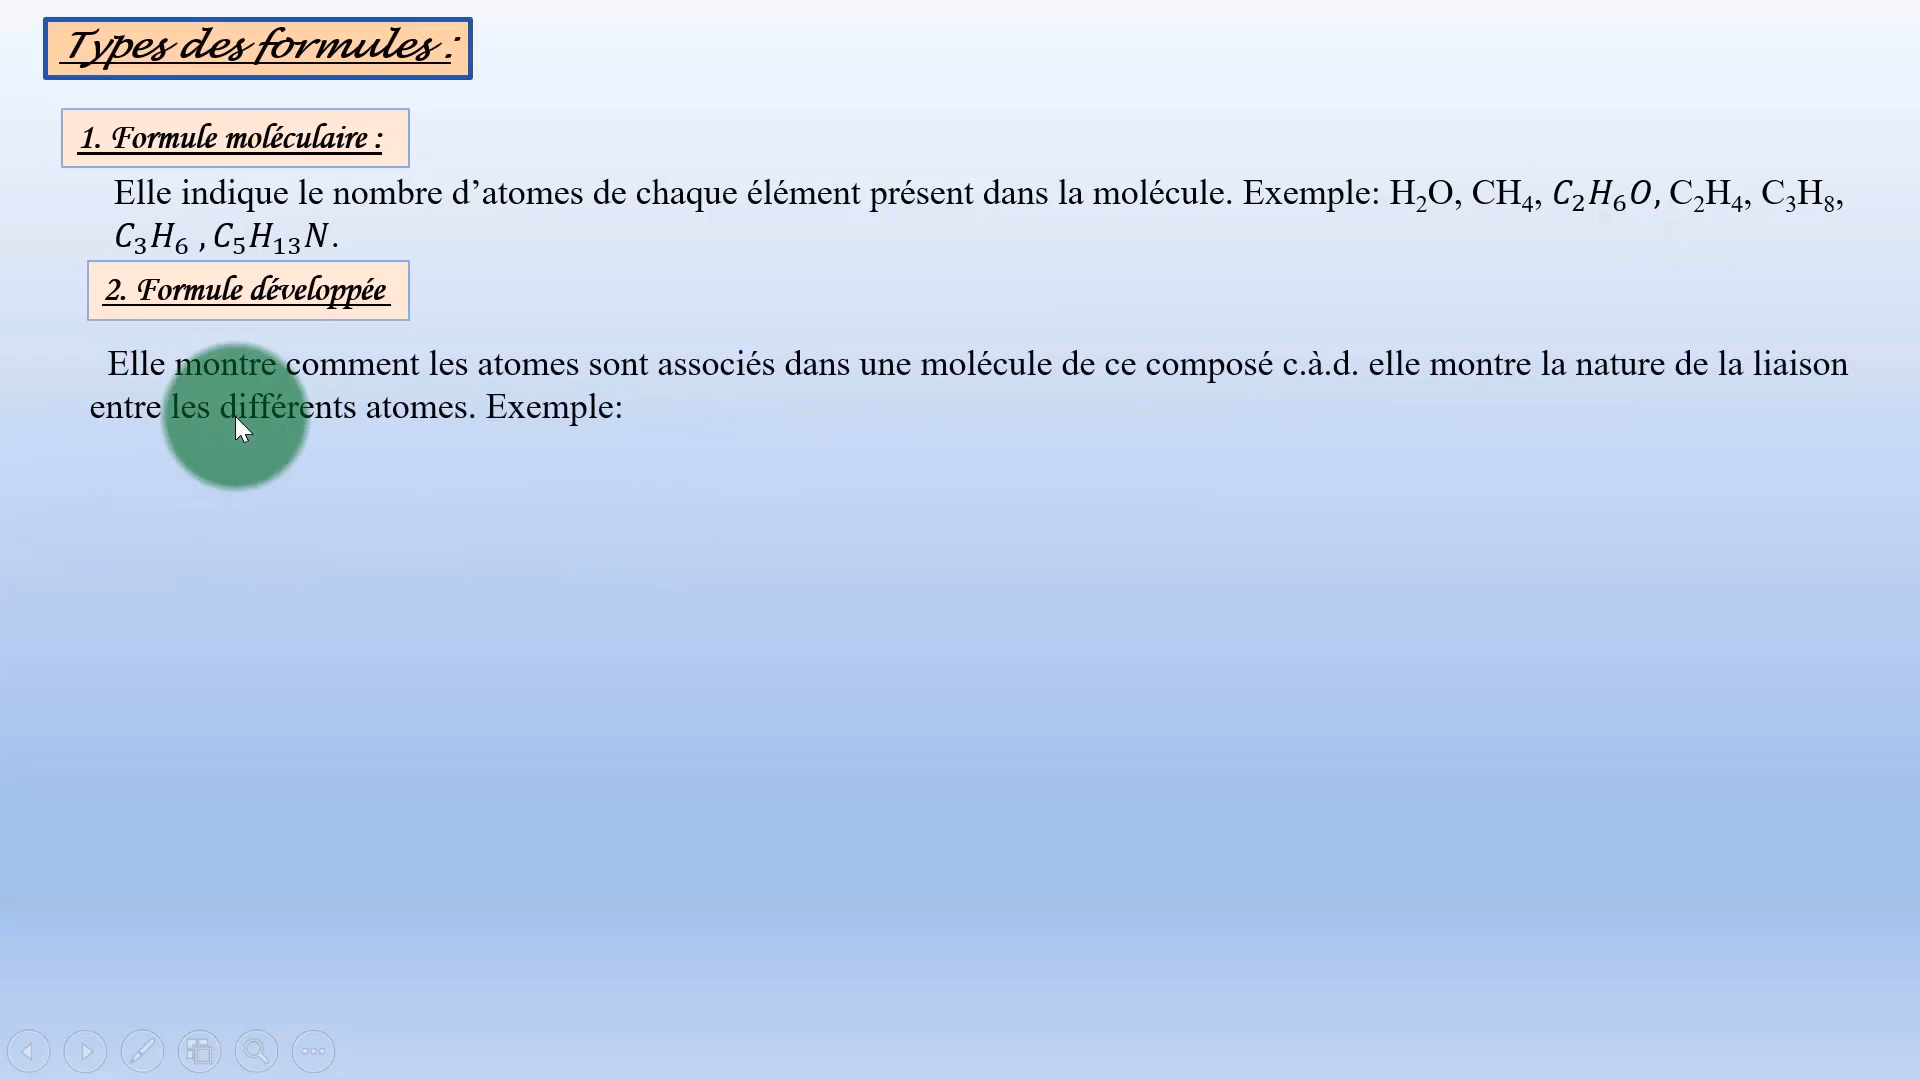 Types des formules :
1. Formule moléculaire :
Elle indique le nombre d’atomes de chaque élément présent dans la molécule. Exemple: H₂O, CH₄, C₂H₆O, C₂H₄, C₃H₈,
C₃H₆ , C₅H₁₃N.
2. Formule développée
Elle montre comment les atomes sont associés dans une molécule de ce composé c.à.d. elle montre la nature de la liaison
entre les différents atomes. Exemple: